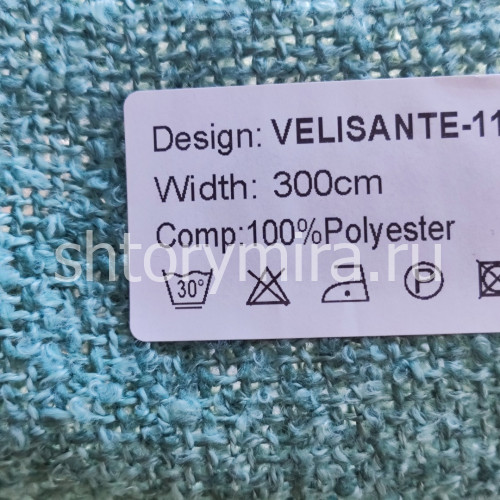 Design: VELISANTE-11
Width: 300cm
Comp:100%Polyester
shtorymira.ru
30°
P